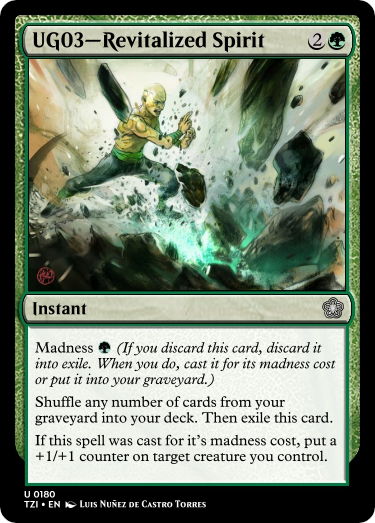 UG03—Revitalized Spirit 2
Instant
Madness (If you discard this card, discard it
into exile. When you do, cast it for its madness cost
or put it into your graveyard.)
Shuffle any number of cards from your
graveyard into your deck. Then exile this card.
If this spell was cast for it's madness cost, put a
+1/+1 counter on target creature you control.
U 0180
TZI • EN Luis Nuñez de Castro Torres